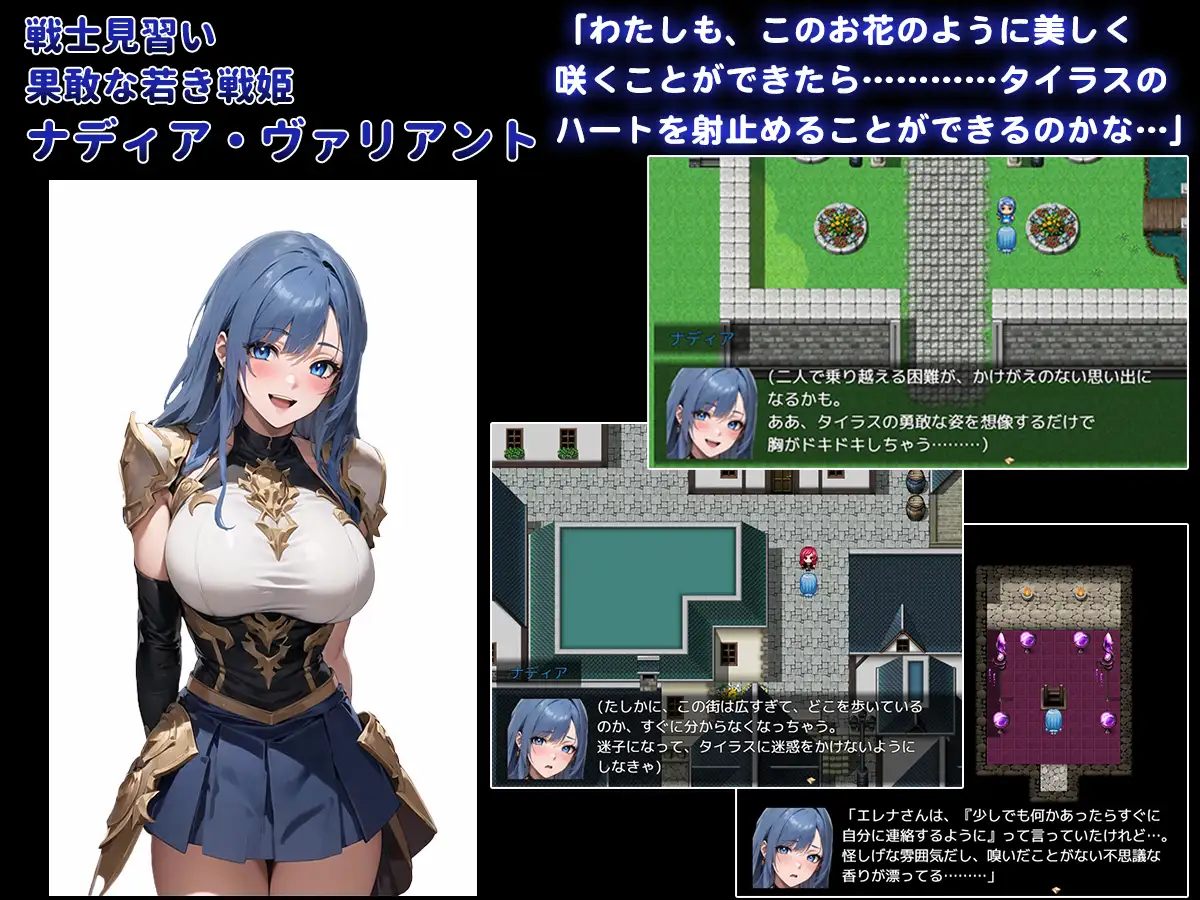 戦士見習い
果敢な若き戦姫
ナディア・ヴァリアント
「わたしも、このお花のように美しく
咲くことができたら…………タイラスの
ハートを射止めることができるのかな…」
ナディア
(二人で乗り越える困難が、かけがえのない思い出に
なるかも。
ああ、タイラスの勇敢な姿を想像するだけで
胸がドキドキしちゃう………)
ナディア
(たしかに、この街は広すぎて、どこを歩いている
のか、すぐに分からなくなっちゃう。
迷子になって、タイラスに迷惑をかけないように
しなきゃ)
「エレナさんは、『少しでも何かあったらすぐに
自分に連絡するように』って言っていたけれど…。
怪しげな雰囲気だし、嗅いだことがない不思議な
香りが漂ってる………」